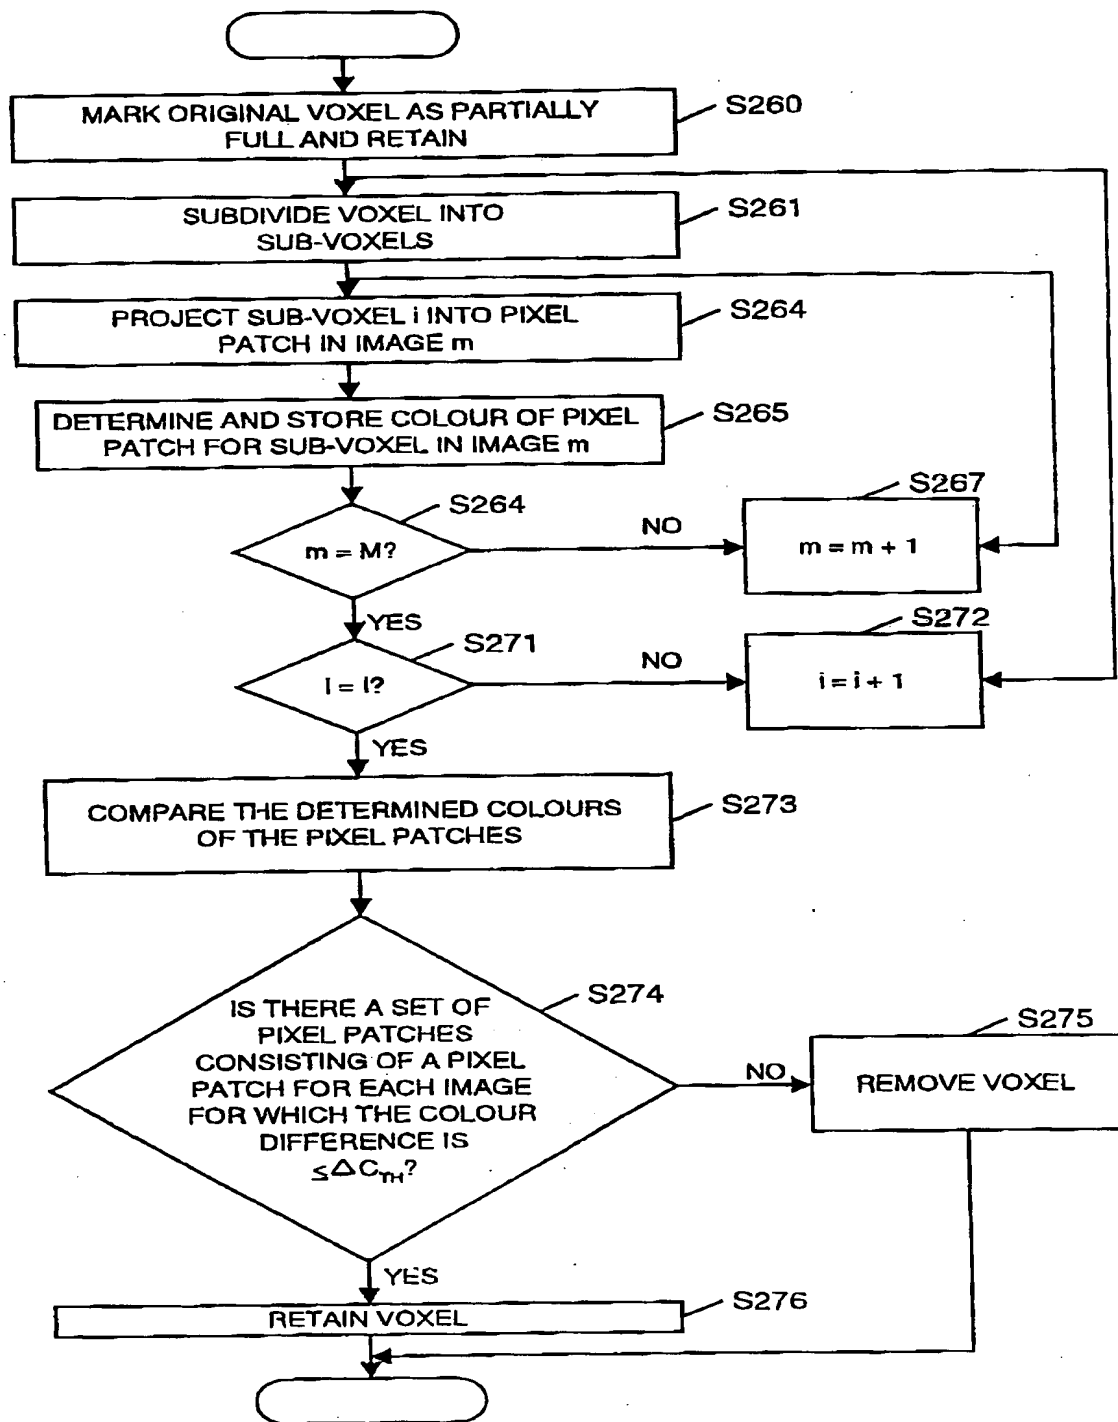 MARK ORIGINAL VOXEL AS PARTIALLY
FULL AND RETAIN
S260
SUBDIVIDE VOXEL INTO
SUB-VOXELS
S261
PROJECT SUB-VOXEL i INTO PIXEL
PATCH IN IMAGE m
S264
DETERMINE AND STORE COLOUR OF PIXEL
PATCH FOR SUB-VOXEL IN IMAGE m
S265
m = M?
S264
NO
m = m + 1
S267
YES
I = I?
S271
NO
i = i + 1
S272
YES
COMPARE THE DETERMINED COLOURS
OF THE PIXEL PATCHES
S273
IS THERE A SET OF
PIXEL PATCHES
CONSISTING OF A PIXEL
PATCH FOR EACH IMAGE
FOR WHICH THE COLOUR
DIFFERENCE IS
≤ΔC_TH?
S274
NO
REMOVE VOXEL
S275
YES
RETAIN VOXEL
S276